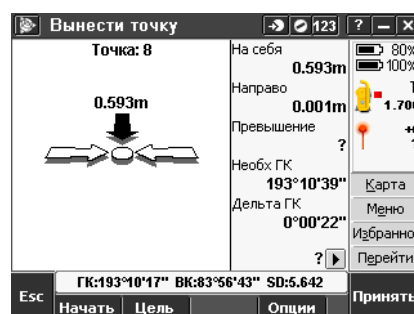 Вынести точку
123 ? – X
Точка: 8
0.593m
На себя
0.593m
Направо
0.001m
Превышение
?
Необх ГК
193°10'39"
Дельта ГК
0°00'22"
?
80%
100%
1.700
Карта
Меню
Избранно
Перейти
ГК:193°10'17" ВК:83°56'43" SD:5.642
Esc
Начать
Цель
Опции
Принять